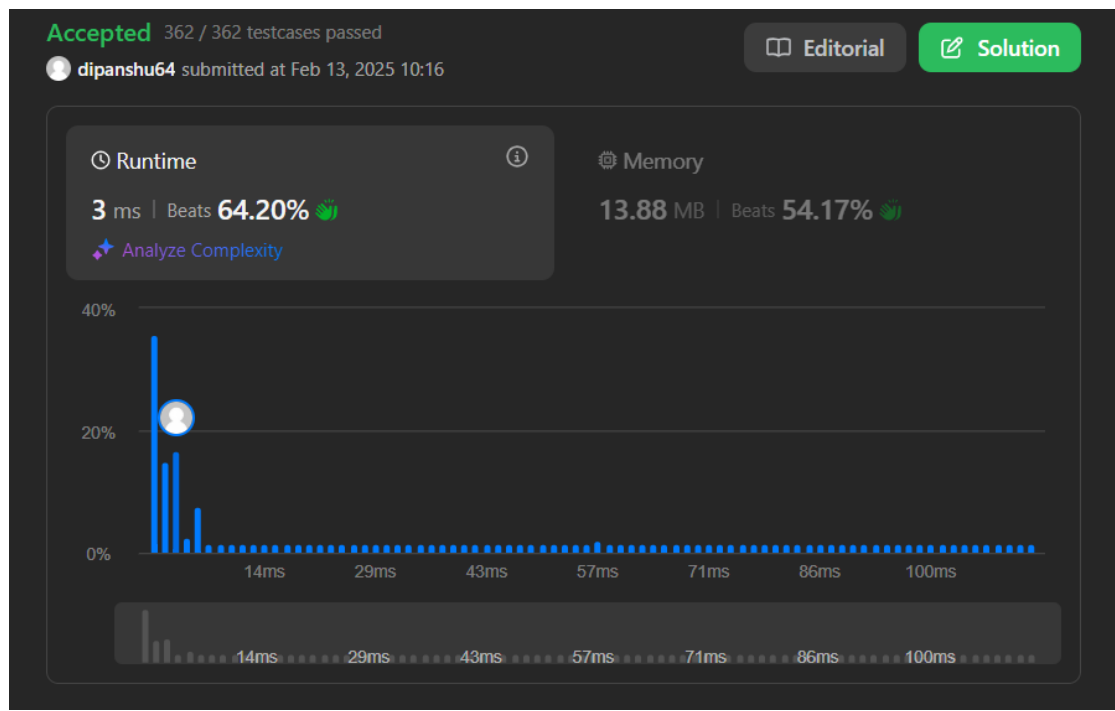 Accepted 362 / 362 testcases passed
Editorial
Solution
dipanshu64 submitted at Feb 13, 2025 10:16
Runtime
3 ms | Beats 64.20%
Analyze Complexity
Memory
13.88 MB | Beats 54.17%
40%
20%
0%
14ms 29ms 43ms 57ms 71ms 86ms 100ms
14ms 29ms 43ms 57ms 71ms 86ms 100ms